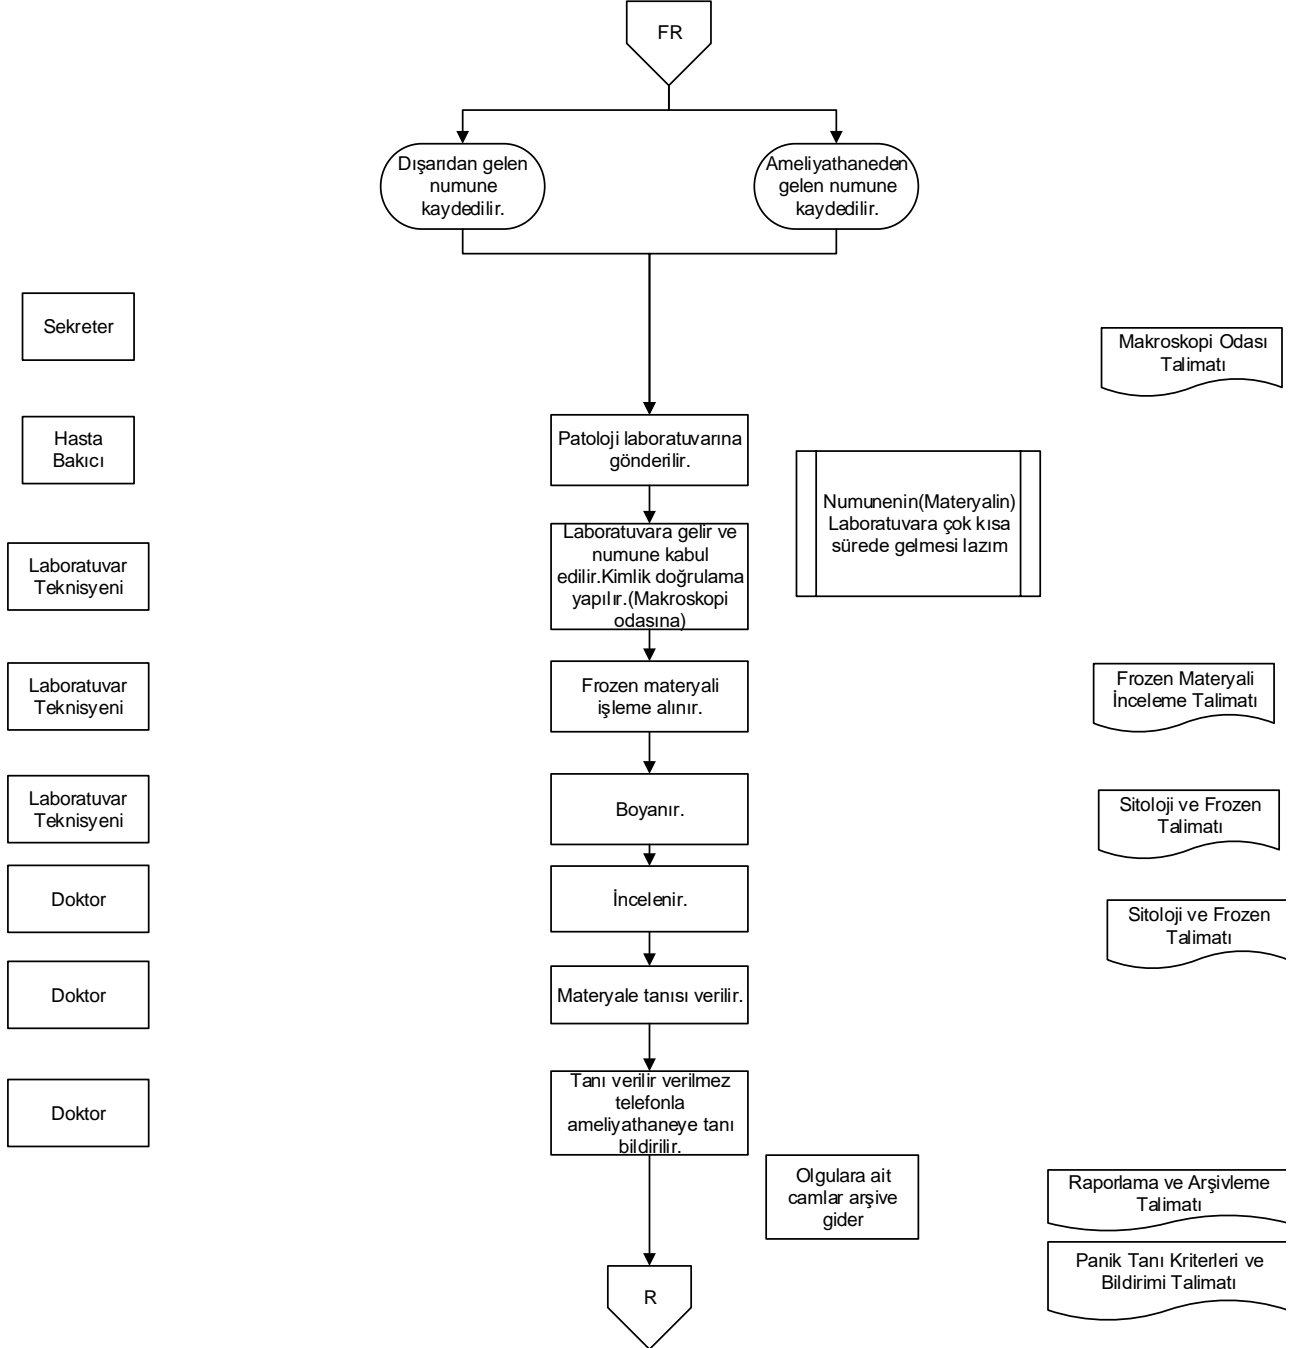 FR
Dışarıdan gelen
numune
kaydedilir.
Ameliyathaneden
gelen numune
kaydedilir.
Sekreter
Makroskopi Odası
Talimatı
Hasta
Bakıcı
Patoloji laboratuvarına
gönderilir.
Numunenin(Materyalin)
Laboratuvara çok kısa
sürede gelmesi lazım
Laboratuvar
Teknisyeni
Laboratuvara gelir ve
numune kabul
edilir.Kimlik doğrulama
yapılır.(Makroskopi
odasına)
Laboratuvar
Teknisyeni
Frozen materyali
işleme alınır.
Frozen Materyali
İnceleme Talimatı
Laboratuvar
Teknisyeni
Boyanır.
Sitoloji ve Frozen
Talimatı
Doktor
İncelenir.
Sitoloji ve Frozen
Talimatı
Doktor
Materyale tanısı verilir.
Doktor
Tanı verilir verilmez
telefonla
ameliyathaneye tanı
bildirilir.
Olgulara ait
camlar arşive
gider
Raporlama ve Arşivleme
Talimatı
Panik Tanı Kriterleri ve
Bildirimi Talimatı
R